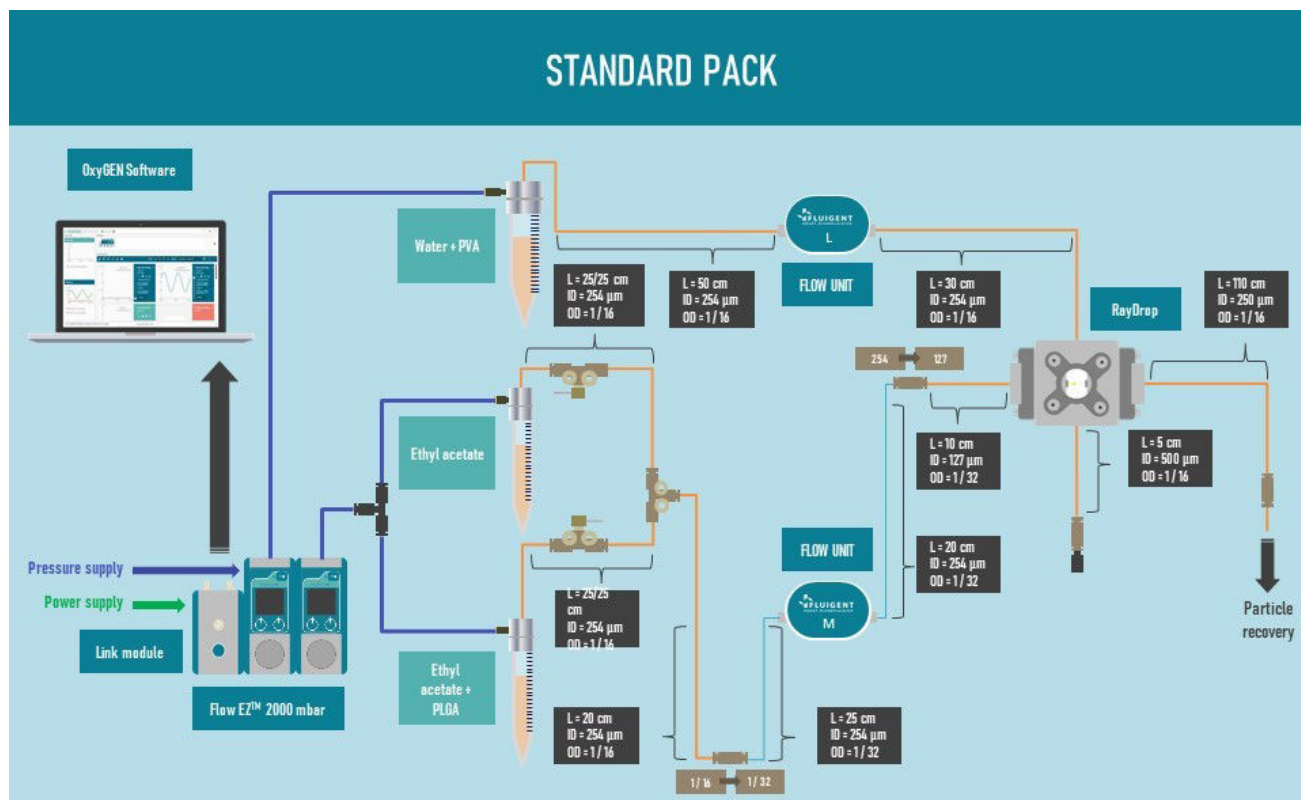 STANDARD PACK
OxyGEN Software
Water + PVA
FLUIGENT
L
FLOW UNIT
L = 25/25 cm
ID = 254 µm
OD = 1/16
L = 50 cm
ID = 254 µm
OD = 1/16
L = 30 cm
ID = 254 µm
OD = 1/16
RayDrop
L = 110 cm
ID = 250 µm
OD = 1/16
254
127
Ethyl acetate
L = 10 cm
ID = 127 µm
OD = 1/32
L = 5 cm
ID = 500 µm
OD = 1/16
FLOW UNIT
L = 20 cm
ID = 254 µm
OD = 1/32
Pressure supply
Power supply
Link module
Flow EZ™ 2000 mbar
L = 25/25
cm
ID = 254 µm
OD = 1/16
FLUIGENT
M
Particle
recovery
Ethyl
acetate +
PLGA
L = 20 cm
ID = 254 µm
OD = 1/16
L = 25 cm
ID = 254 µm
OD = 1/32
1/16
1/32